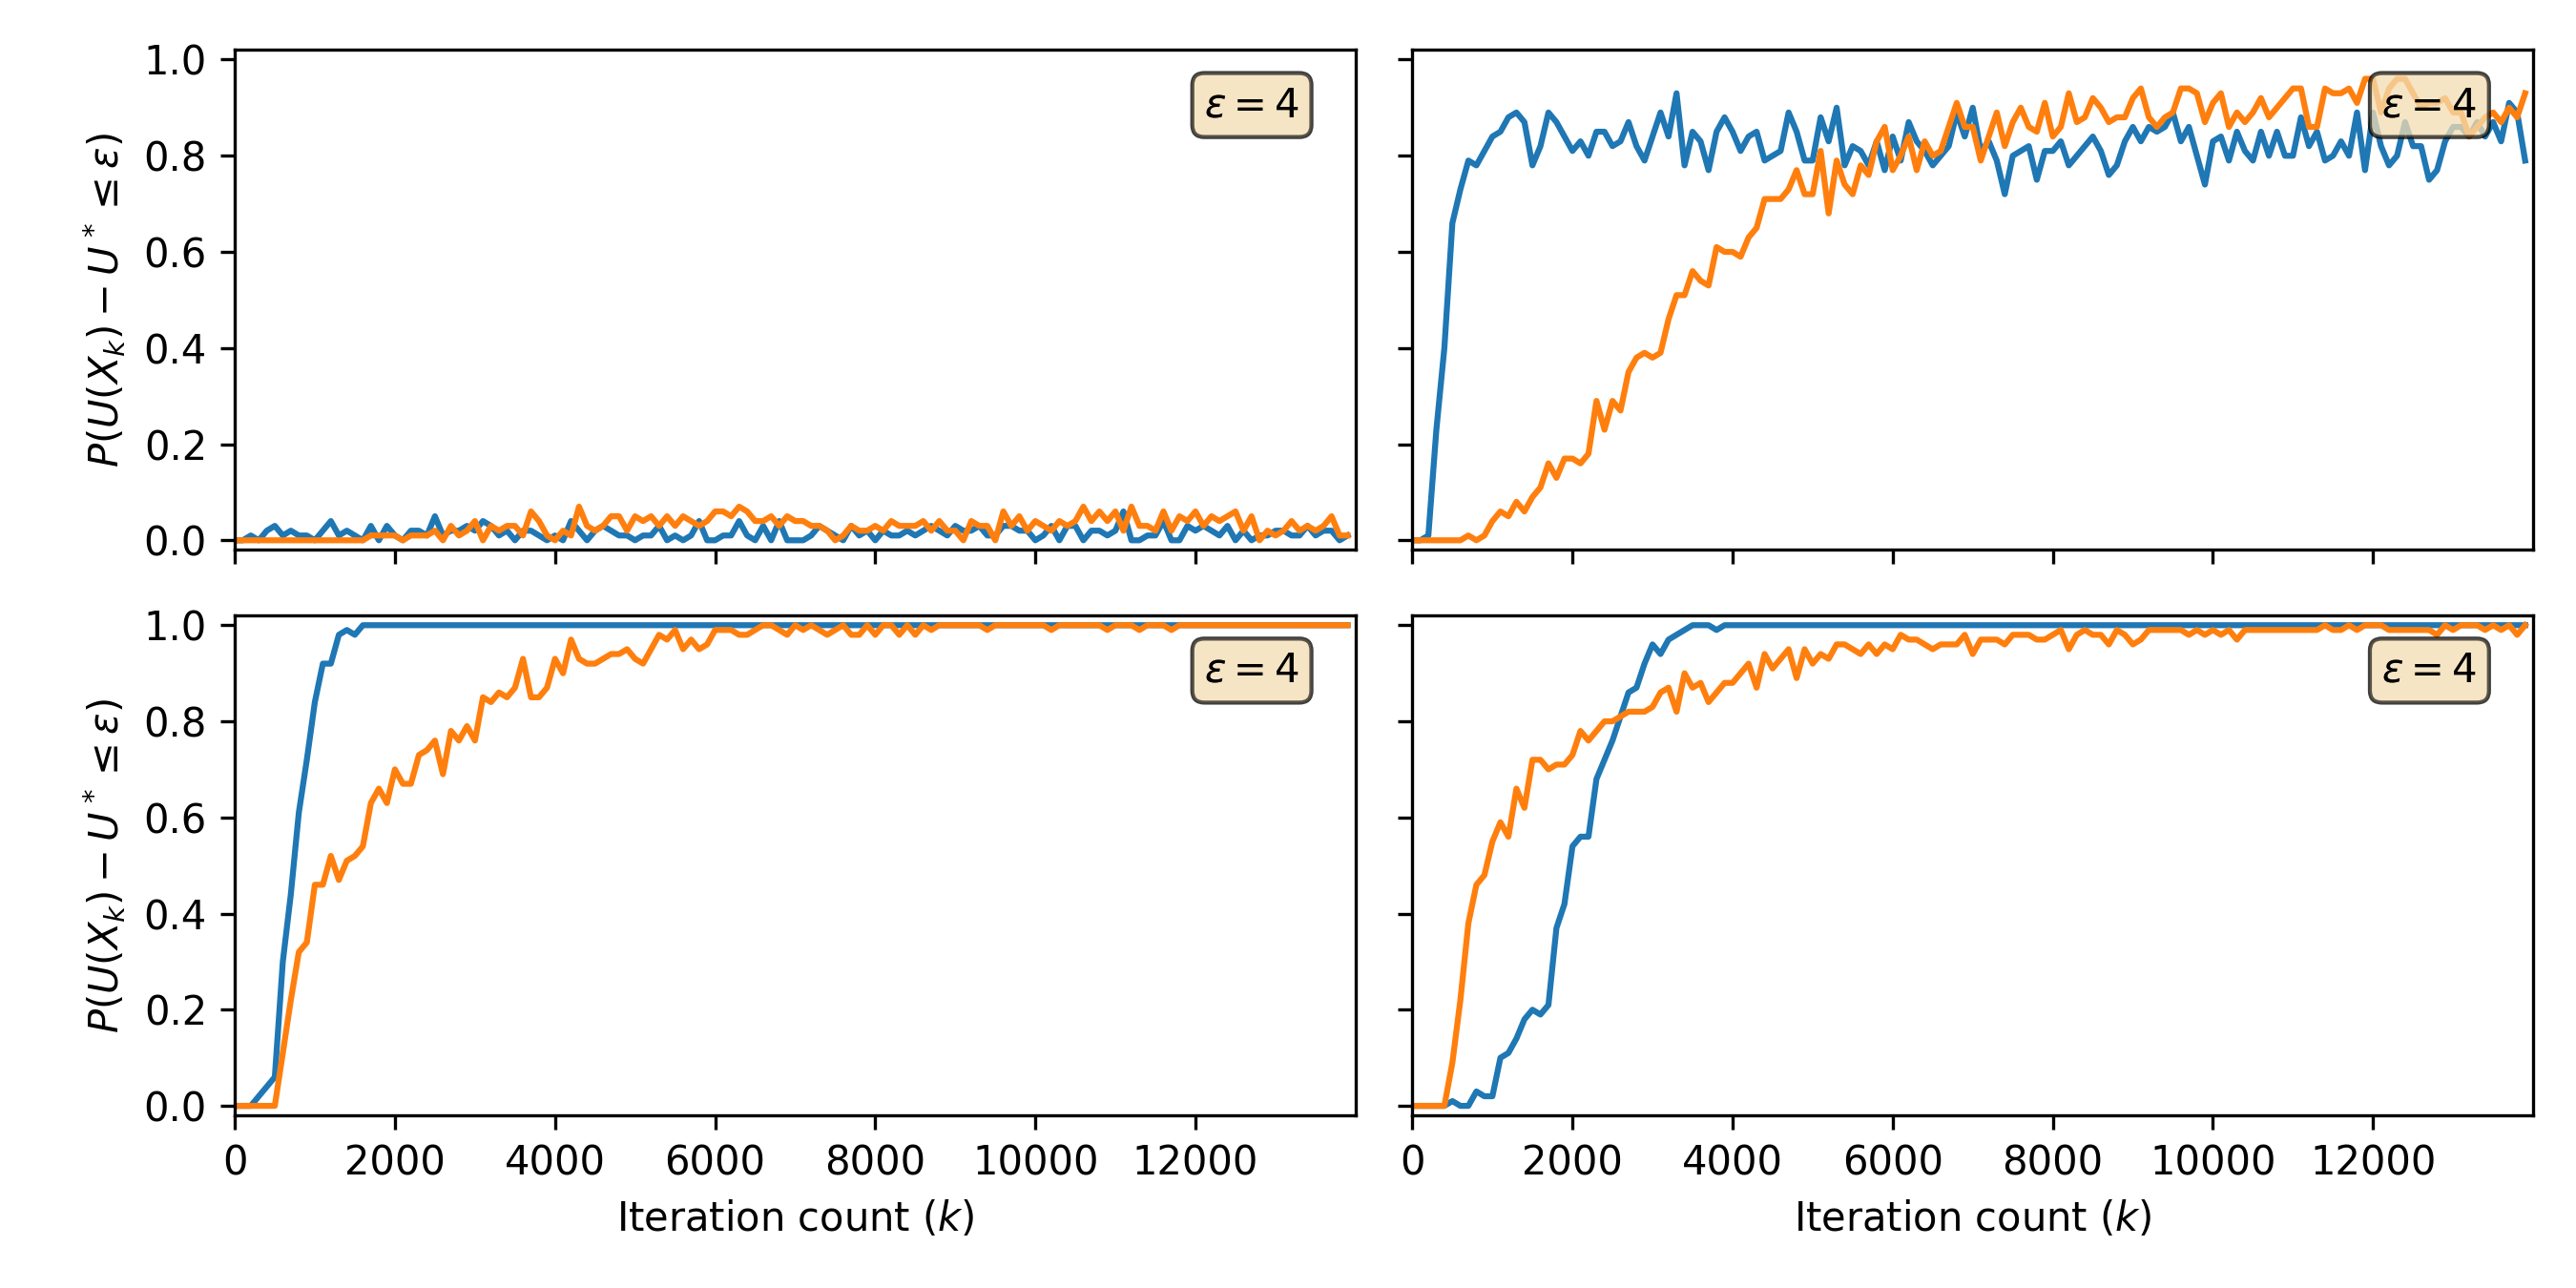 1.0
0.8
0.6
0.4
0.2
0.0
P(U(X_k) − U* ≤ ε)
ε = 4
ε = 4
1.0
0.8
0.6
0.4
0.2
0.0
P(U(X_k) − U* ≤ ε)
ε = 4
ε = 4
0 2000 4000 6000 8000 10000 12000
0 2000 4000 6000 8000 10000 12000
Iteration count (k)
Iteration count (k)